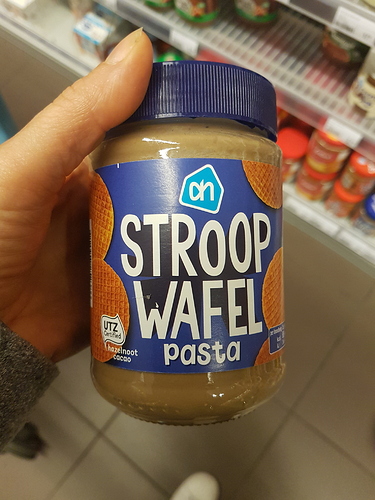 ah
STROOP
WAFEL
pasta
UTZ
Certified
hazelnoot
cacao